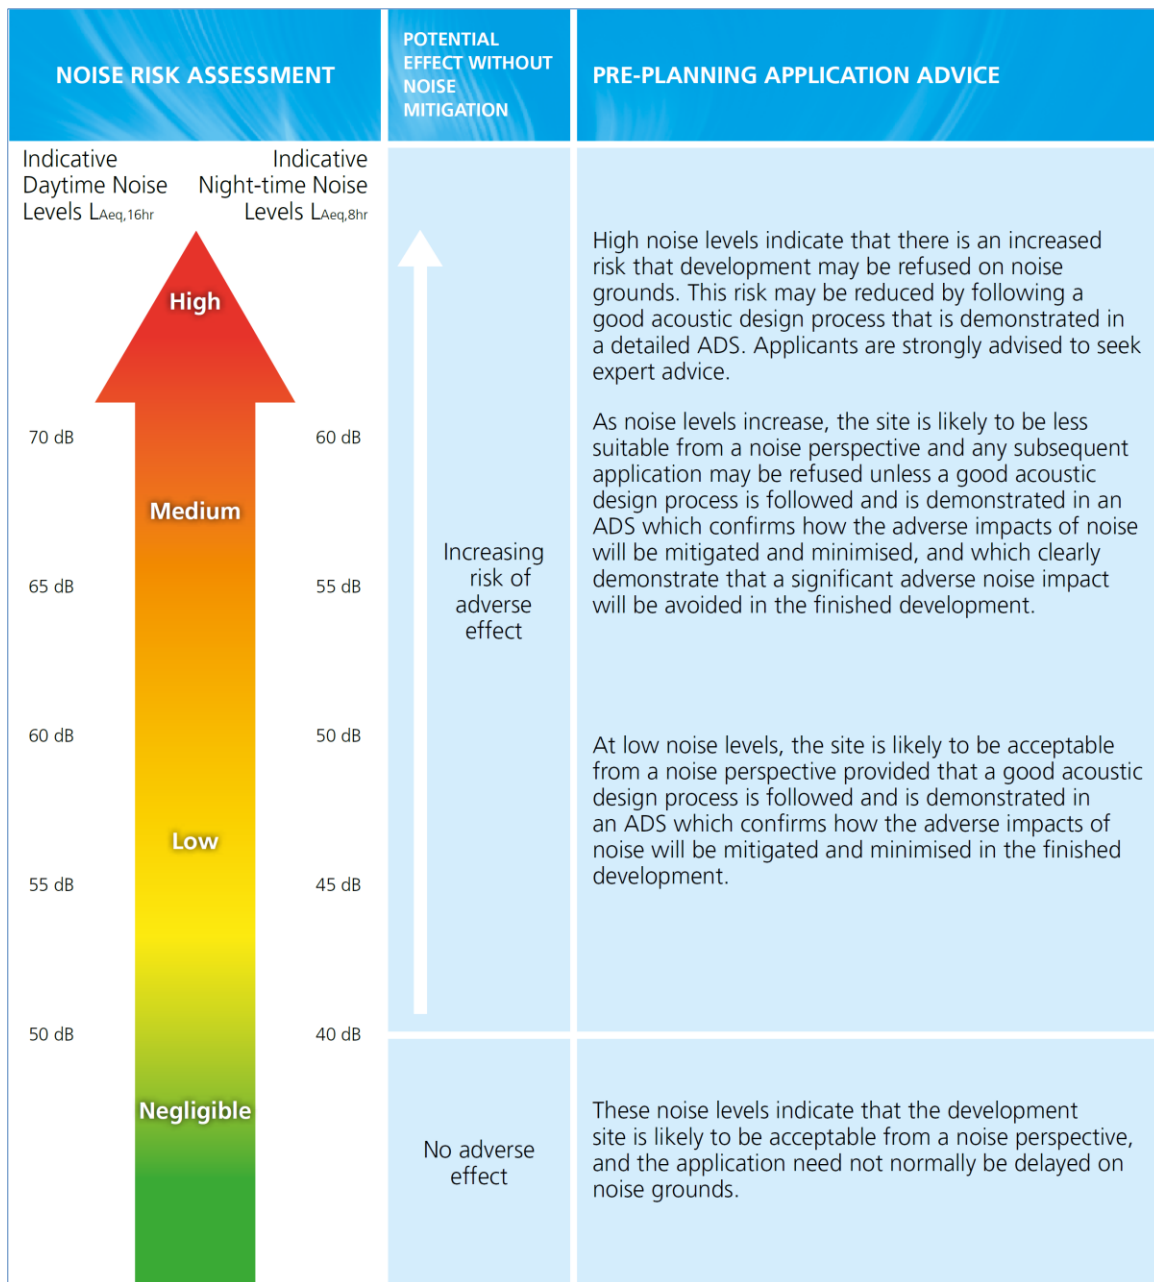 NOISE RISK ASSESSMENT
POTENTIAL
EFFECT WITHOUT
NOISE
MITIGATION
PRE-PLANNING APPLICATION ADVICE
Indicative
Daytime Noise
Levels LAeq,16hr
Indicative
Night-time Noise
Levels LAeq,8hr
High
70 dB
60 dB
Medium
65 dB
55 dB
60 dB
50 dB
Low
55 dB
45 dB
50 dB
40 dB
Negligible
Increasing
risk of
adverse
effect
No adverse
effect
High noise levels indicate that there is an increased
risk that development may be refused on noise
grounds. This risk may be reduced by following a
good acoustic design process that is demonstrated in
a detailed ADS. Applicants are strongly advised to seek
expert advice.
As noise levels increase, the site is likely to be less
suitable from a noise perspective and any subsequent
application may be refused unless a good acoustic
design process is followed and is demonstrated in an
ADS which confirms how the adverse impacts of noise
will be mitigated and minimised, and which clearly
demonstrate that a significant adverse noise impact
will be avoided in the finished development.
At low noise levels, the site is likely to be acceptable
from a noise perspective provided that a good acoustic
design process is followed and is demonstrated in
an ADS which confirms how the adverse impacts of
noise will be mitigated and minimised in the finished
development.
These noise levels indicate that the development
site is likely to be acceptable from a noise perspective,
and the application need not normally be delayed on
noise grounds.